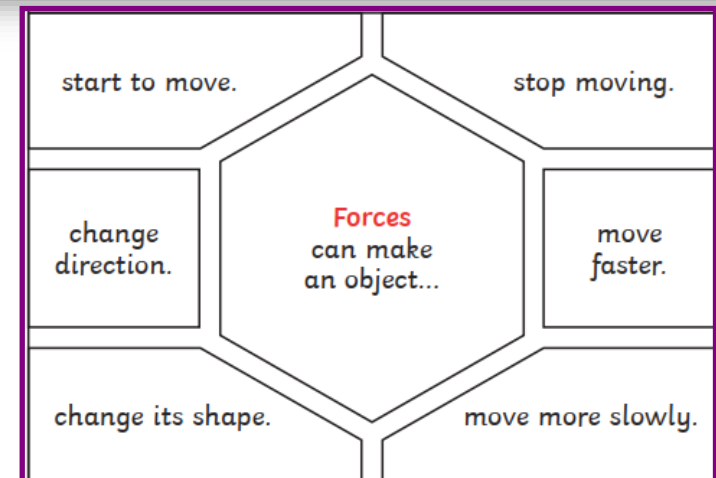 start to move.
stop moving.
change
direction.
Forces
can make
an object...
move
faster.
change its shape.
move more slowly.